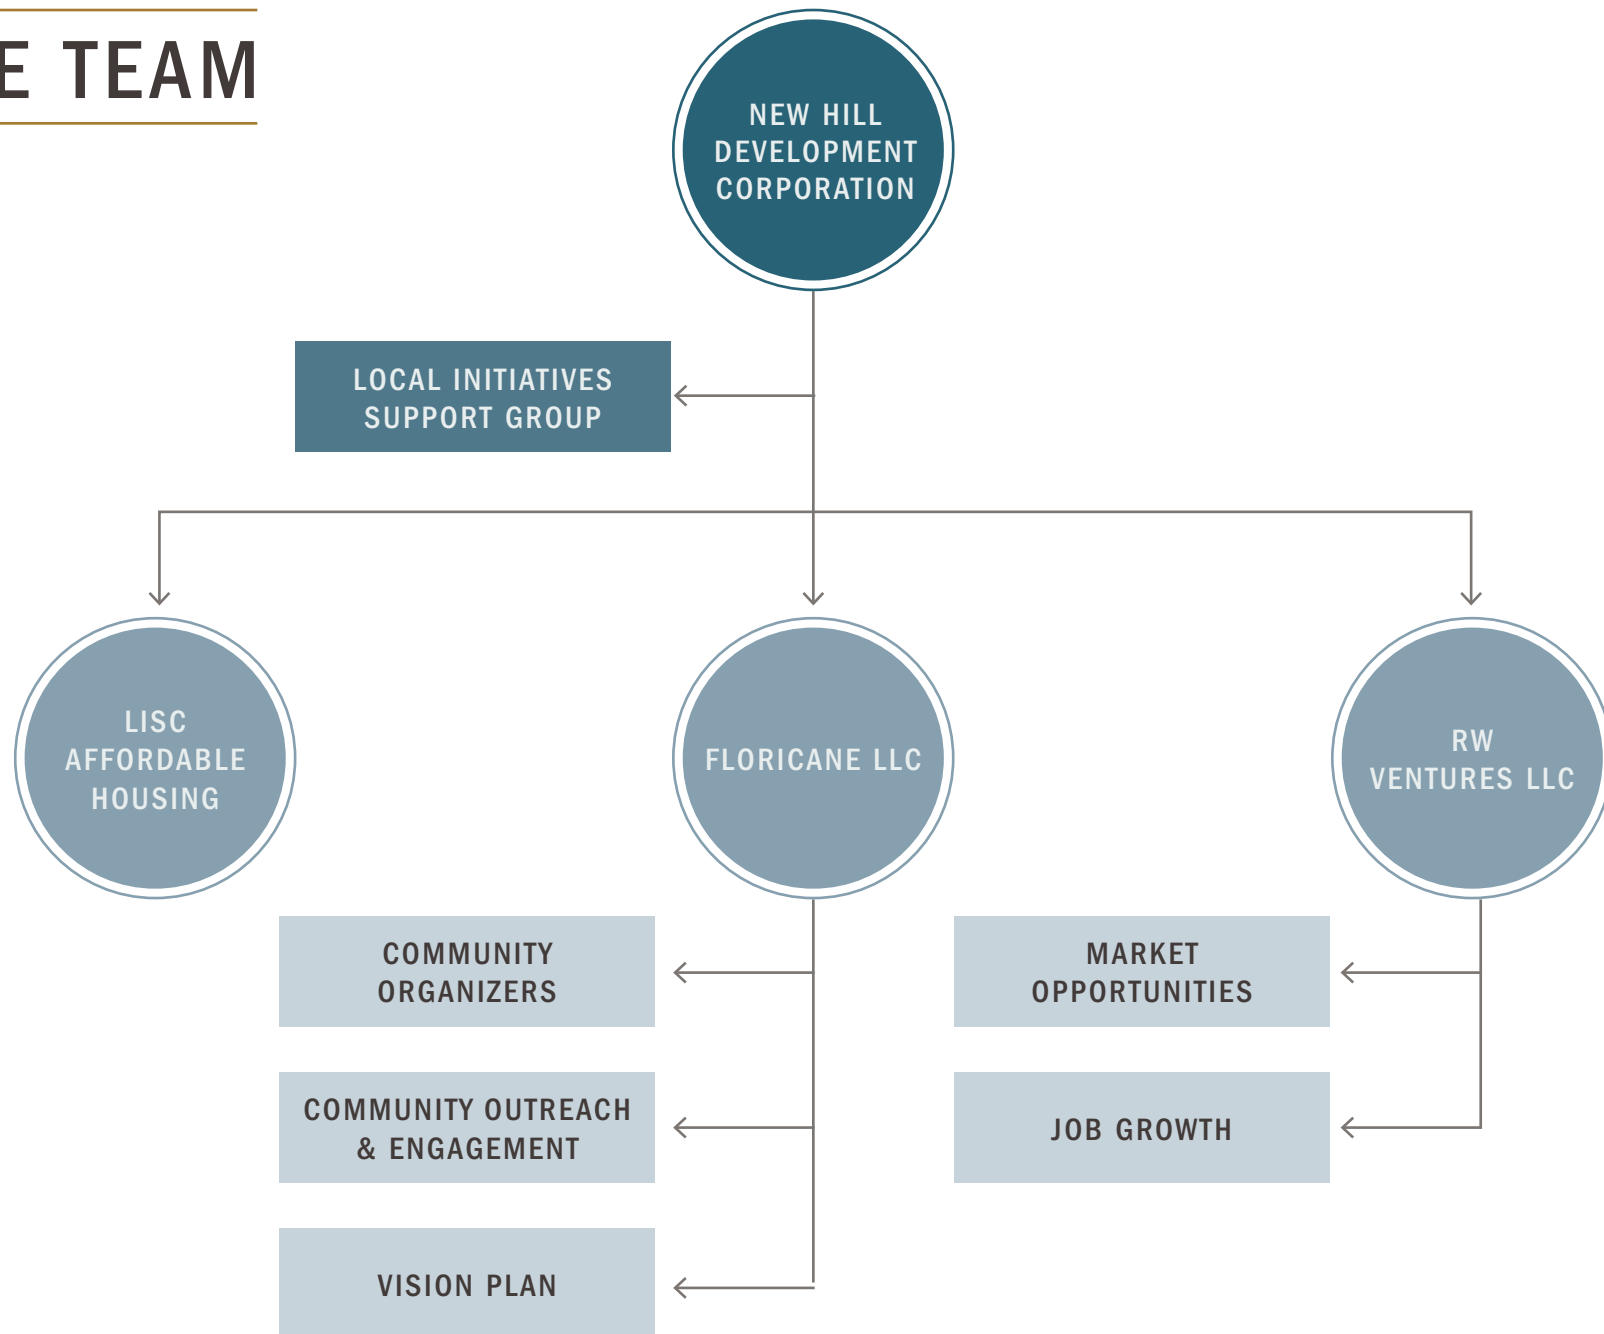 E TEAM
NEW HILL
DEVELOPMENT
CORPORATION
LOCAL INITIATIVES
SUPPORT GROUP
LISC
AFFORDABLE
HOUSING
FLORICANE LLC
RW
VENTURES LLC
COMMUNITY
ORGANIZERS
MARKET
OPPORTUNITIES
COMMUNITY OUTREACH
& ENGAGEMENT
JOB GROWTH
VISION PLAN